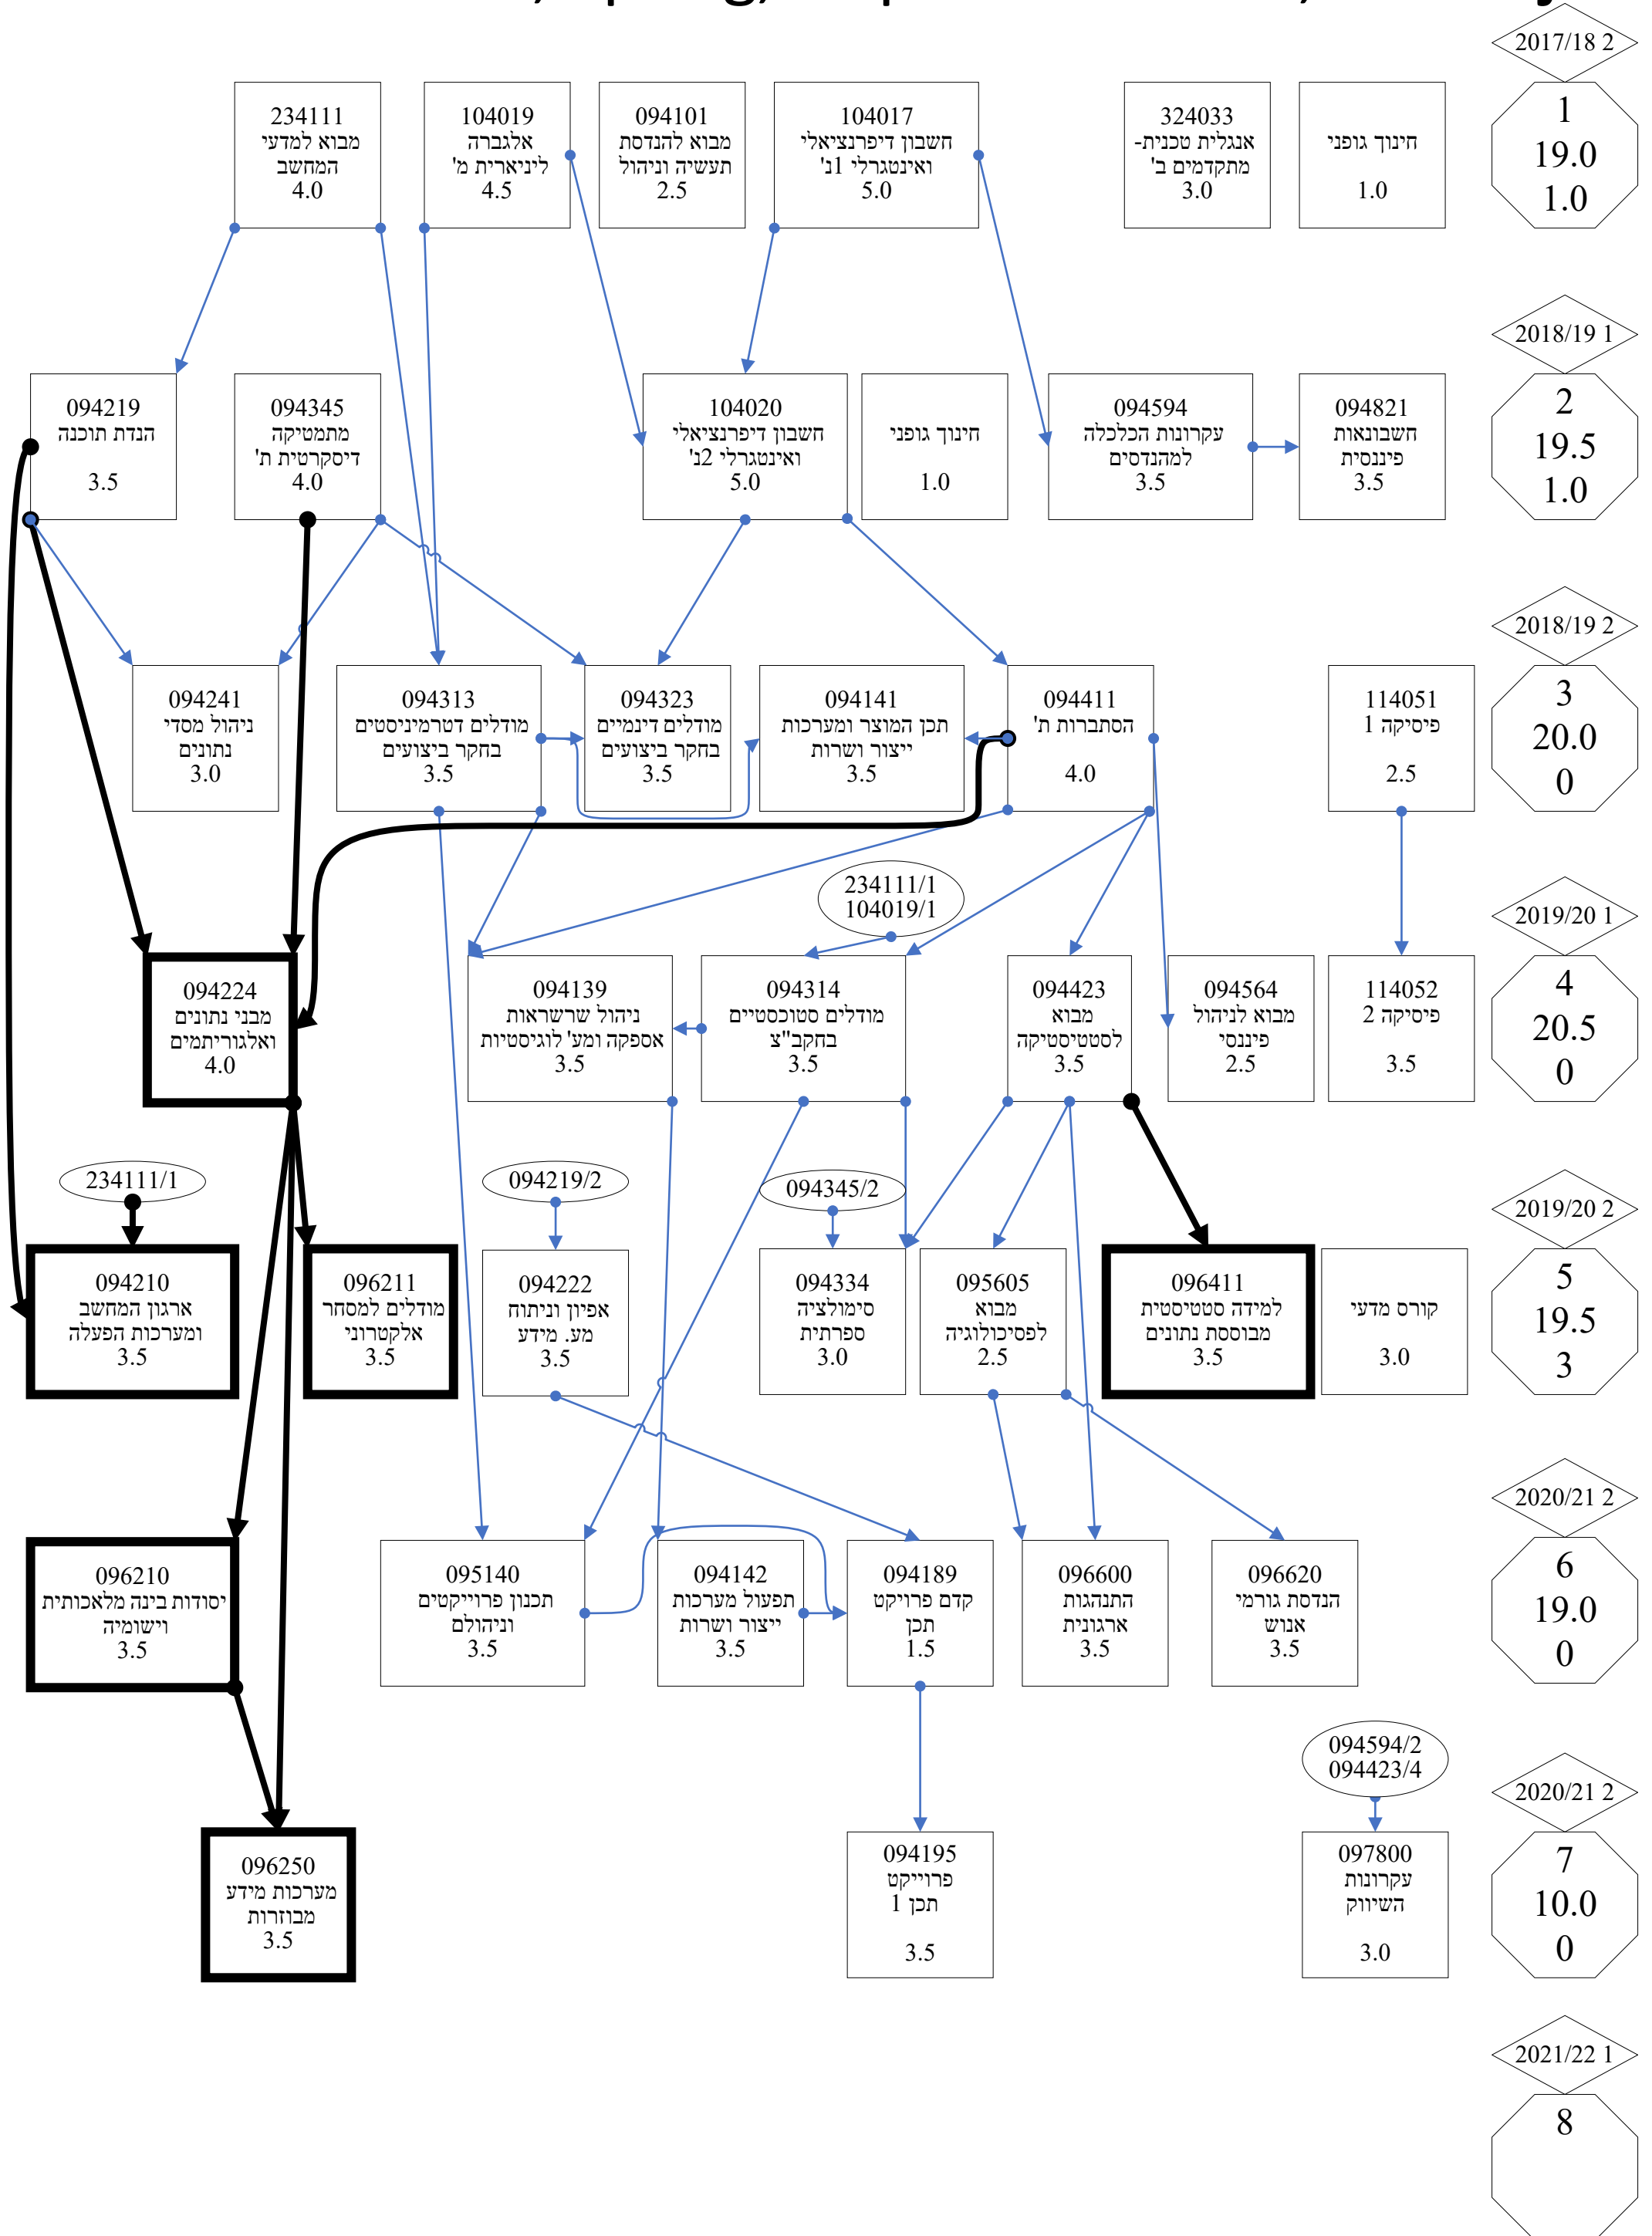 2017/18 2
234111
מבוא למדעי
המחשב
4.0
104019
אלגברה
ליניארית מ'
4.5
094101
מבוא להנדסת
תעשיה וניהול
2.5
104017
חשבון דיפרנציאלי
ואינטגרלי 1נ'
5.0
324033
אנגלית טכנית-
מתקדמים ב'
3.0
חינוך גופני
1.0
1
19.0
1.0
2018/19 1
094219
הנדת תוכנה
3.5
094345
מתמטיקה
דיסקרטית ת'
4.0
104020
חשבון דיפרנציאלי
ואינטגרלי 2נ'
5.0
חינוך גופני
1.0
094594
עקרונות הכלכלה
למהנדסים
3.5
094821
חשבונאות
פיננסית
3.5
2
19.5
1.0
2018/19 2
094241
ניהול מסדי
נתונים
3.0
094313
מודלים דטרמיניסטים
בחקר ביצועים
3.5
094323
מודלים דינמיים
בחקר ביצועים
3.5
094141
תכן המוצר ומערכות
ייצור ושרות
3.5
094411
הסתברות ת'
4.0
114051
פיסיקה 1
2.5
3
20.0
0
234111/1
104019/1
2019/20 1
094224
מבני נתונים
ואלגוריתמים
4.0
094139
ניהול שרשראות
אספקה ומע' לוגיסטיות
3.5
094314
מודלים סטוכסטיים
בחקב"צ
3.5
094423
מבוא
לסטטיסטיקה
3.5
094564
מבוא לניהול
פיננסי
2.5
114052
פיסיקה 2
3.5
4
20.5
0
234111/1
094219/2
094345/2
2019/20 2
094210
ארגון המחשב
ומערכות הפעלה
3.5
096211
מודלים למסחר
אלקטרוני
3.5
094222
אפיון וניתוח
מע. מידע
3.5
094334
סימולציה
ספרתית
3.0
095605
מבוא
לפסיכולוגיה
2.5
096411
למידה סטטיסטית
מבוססת נתונים
3.5
קורס מדעי
3.0
5
19.5
3
2020/21 2
096210
יסודות בינה מלאכותית
וישומיה
3.5
095140
תכנון פרוייקטים
וניהולם
3.5
094142
תפעול מערכות
ייצור ושרות
3.5
094189
קדם פרויקט
תכן
1.5
096600
התנהגות
ארגונית
3.5
096620
הנדסת גורמי
אנוש
3.5
6
19.0
0
094594/2
094423/4
2020/21 2
096250
מערכות מידע
מבוזרות
3.5
094195
פרוייקט
תכן 1
3.5
097800
עקרונות
השיווק
3.0
7
10.0
0
2021/22 1
8